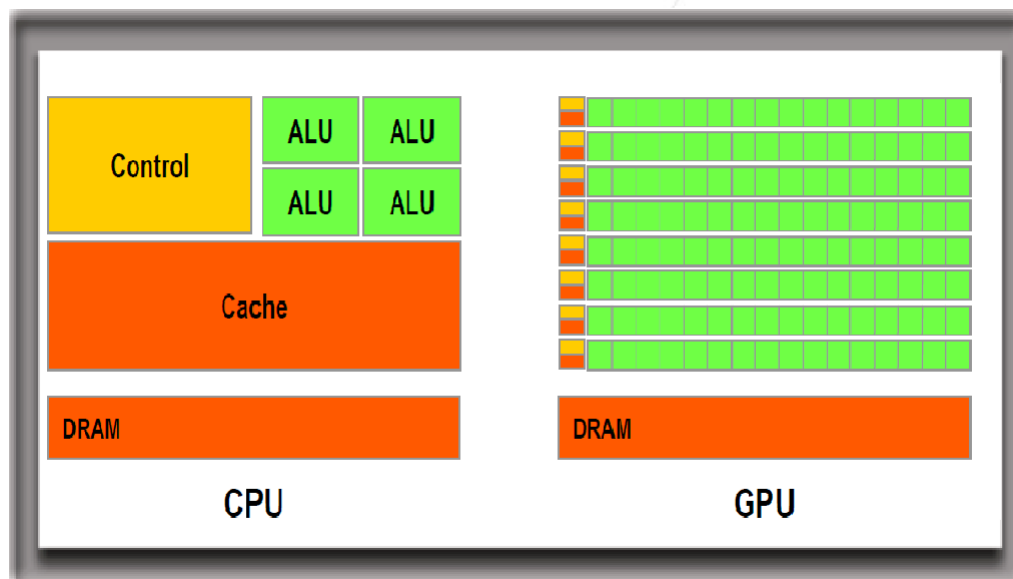 Control
ALU ALU
ALU ALU
Cache
DRAM
CPU
DRAM
GPU